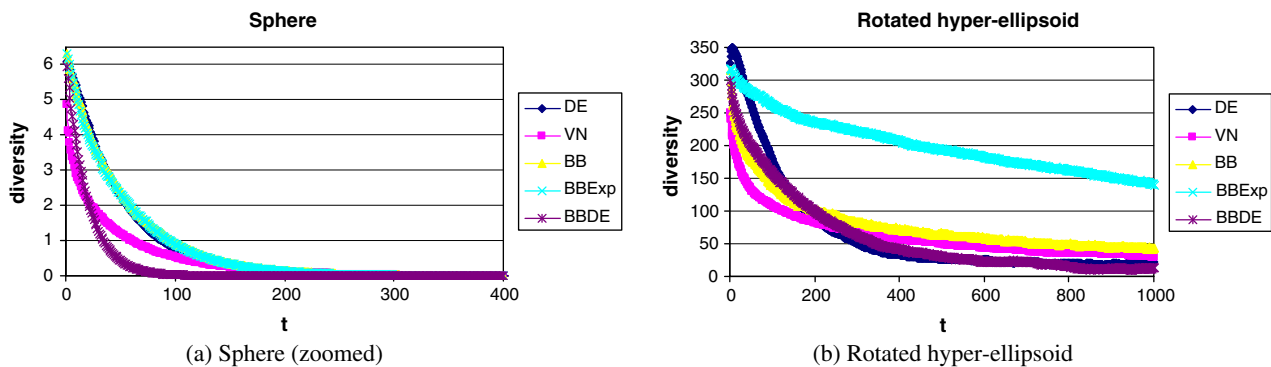 Sphere
diversity
6
5
4
3
2
1
0
0 100 200 300 400
t
DE
VN
BB
BBExp
BBDE
(a) Sphere (zoomed)
Rotated hyper-ellipsoid
diversity
350
300
250
200
150
100
50
0
0 200 400 600 800 1000
t
DE
VN
BB
BBExp
BBDE
(b) Rotated hyper-ellipsoid